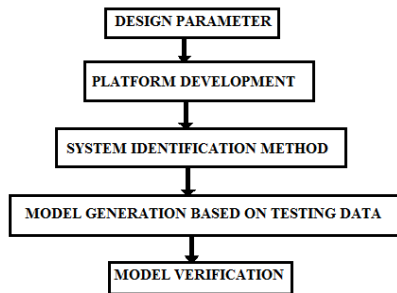 DESIGN PARAMETER
PLATFORM DEVELOPMENT
SYSTEM IDENTIFICATION METHOD
MODEL GENERATION BASED ON TESTING DATA
MODEL VERIFICATION